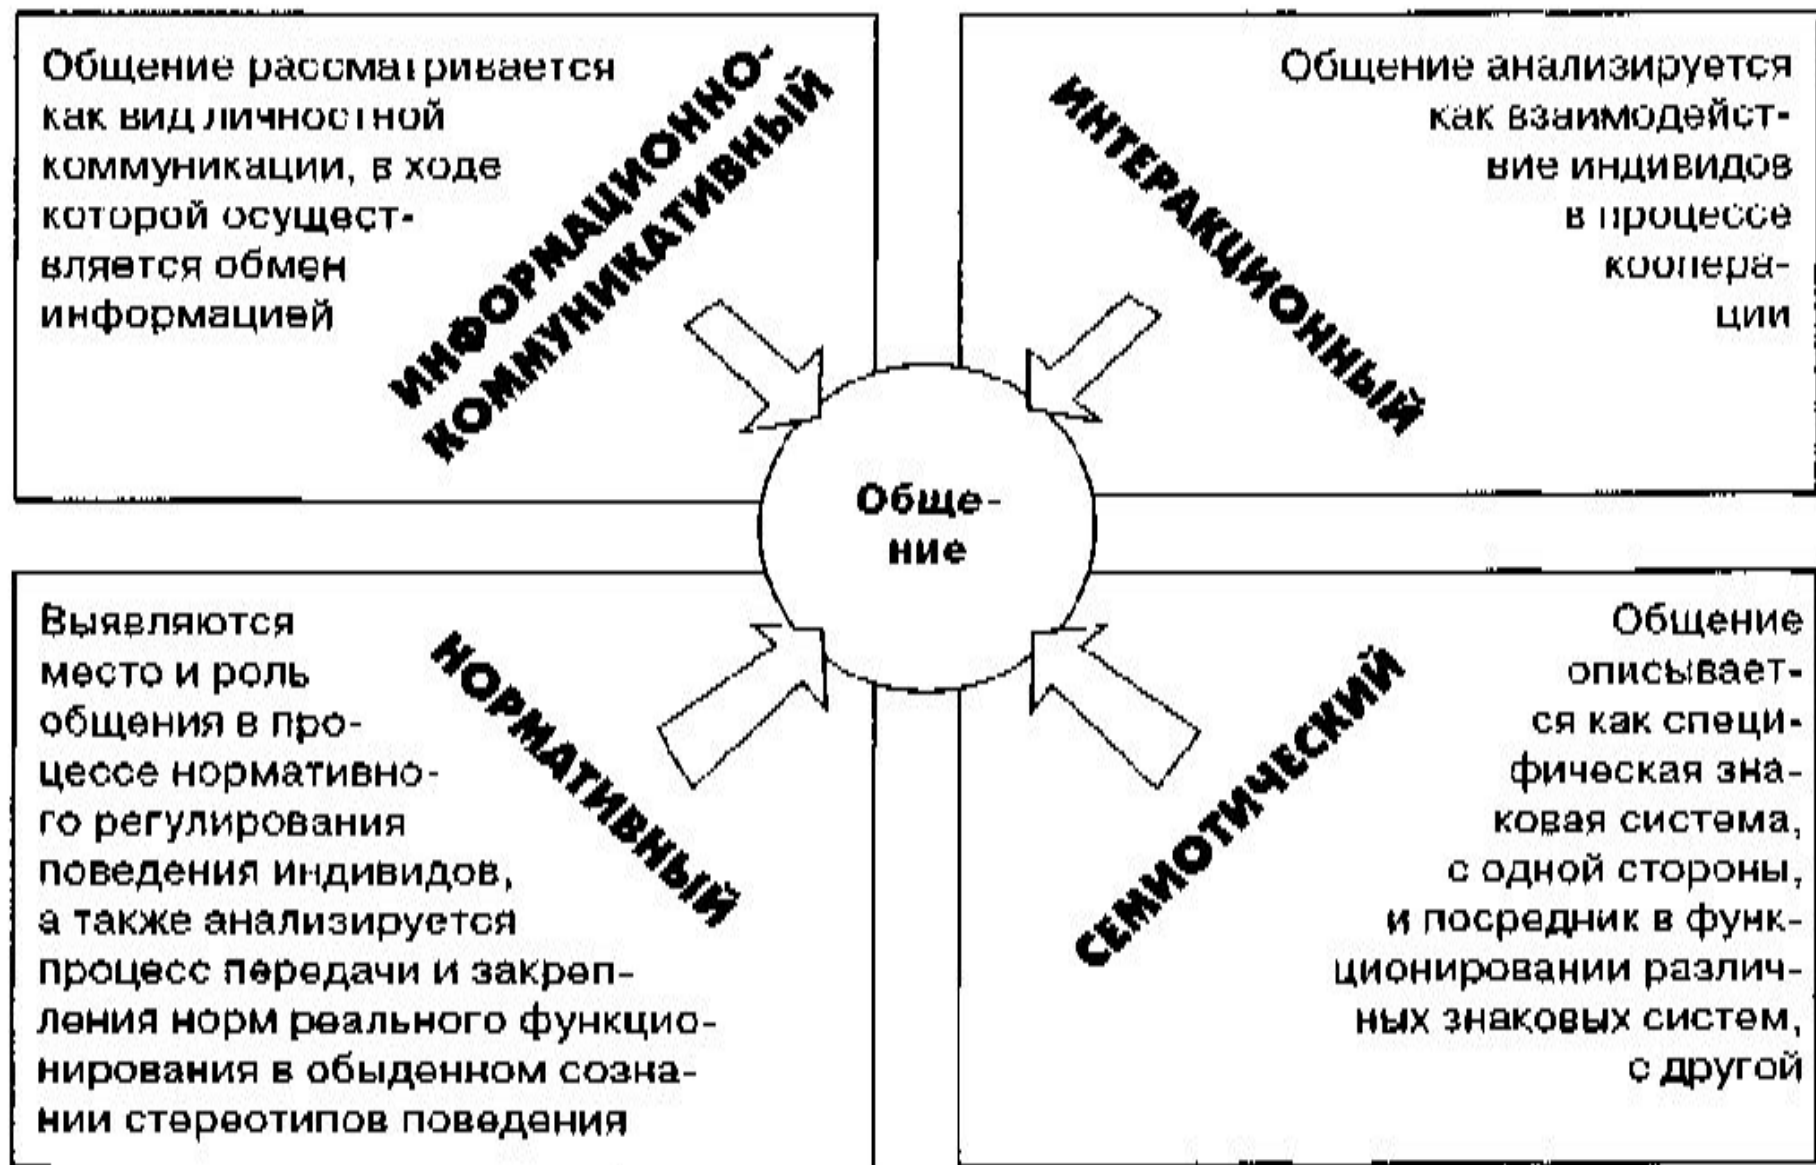 Общение рассматривается
как вид личностной
коммуникации, в ходе
которой осущест-
вляется обмен
информацией
ИНФОРМАЦИОННО-
КОММУНИКАТИВНЫЙ
Общение анализируется
как взаимодейст-
вие индивидов
в процессе
коопера-
ции
ИНТЕРАКЦИОННЫЙ
Обще-
ние
Выявляются
место и роль
общения в про-
цессе нормативно-
го регулирования
поведения индивидов,
а также анализируется
процесс передачи и закреп-
ления норм реального функцио-
нирования в обыденном созна-
нии стереотипов поведения
НОРМАТИВНЫЙ
Общение
описывает-
ся как специ-
фическая зна-
ковая система,
с одной стороны,
и посредник в функ-
ционировании различ-
ных знаковых систем,
с другой
СЕМИОТИЧЕСКИЙ